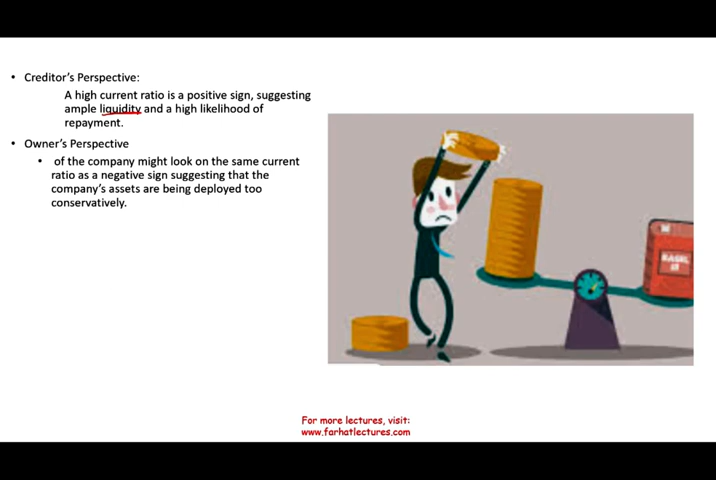 • Creditor's Perspective:
A high current ratio is a positive sign, suggesting
ample liquidity and a high likelihood of
repayment.
• Owner's Perspective
• of the company might look on the same current
ratio as a negative sign suggesting that the
company's assets are being deployed too
conservatively.
BASEL
III
For more lectures, visit:
www.farhatlectures.com